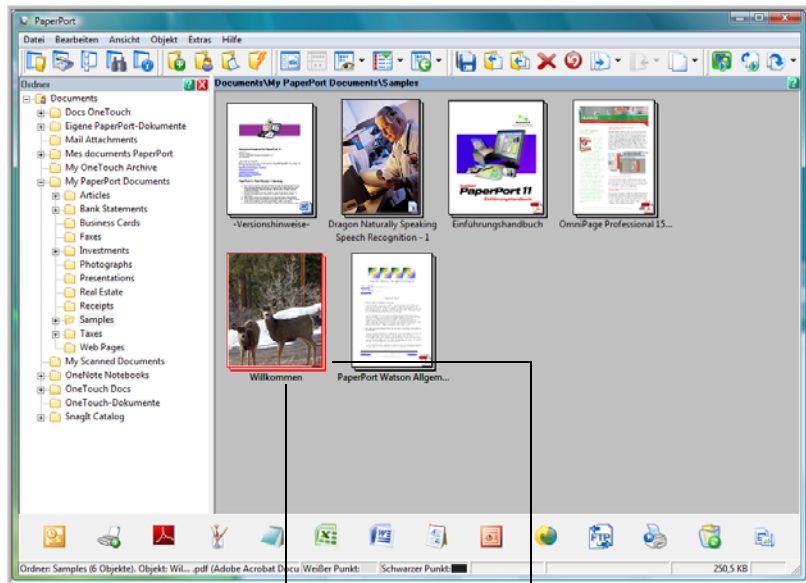 PaperPort
Datei Bearbeiten Ansicht Objekt Extras Hilfe
Ordner
Documents\My PaperPort Documents\Samples
Documents
Docs OneTouch
Eigene PaperPort-Dokumente
Mail Attachments
Mes documents PaperPort
My OneTouch Archive
My PaperPort Documents
Articles
Bank Statements
Business Cards
Faxes
Investments
Photographs
Presentations
Real Estate
Receipts
Samples
Taxes
Web Pages
My Scanned Documents
OneNote Notebooks
OneTouch Docs
OneTouch-Dokumente
SnagIt Catalog
PaperPort 11
Einführungshandbuch
-Versionshinweise-
Dragon Naturally Speaking
Speech Recognition - 1
Einführungshandbuch
OmniPage Professional 15...
Willkommen
PaperPort Watson Allgem...
FTP
Ordner: Samples (6 Objekte). Objekt: Wil... .pdf (Adobe Acrobat Docu
Weißer Punkt:
Schwarzer Punkt:
250,5 KB